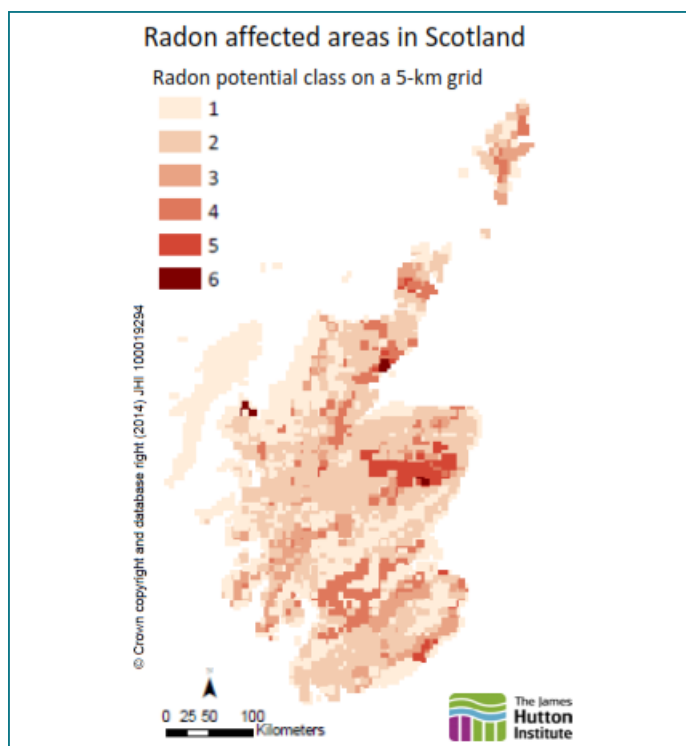 Radon affected areas in Scotland
Radon potential class on a 5-km grid
1
2
3
4
5
6
© Crown copyright and database right (2014) JHI 100019294
0 25 50 100
Kilometers
The James
Hutton
Institute